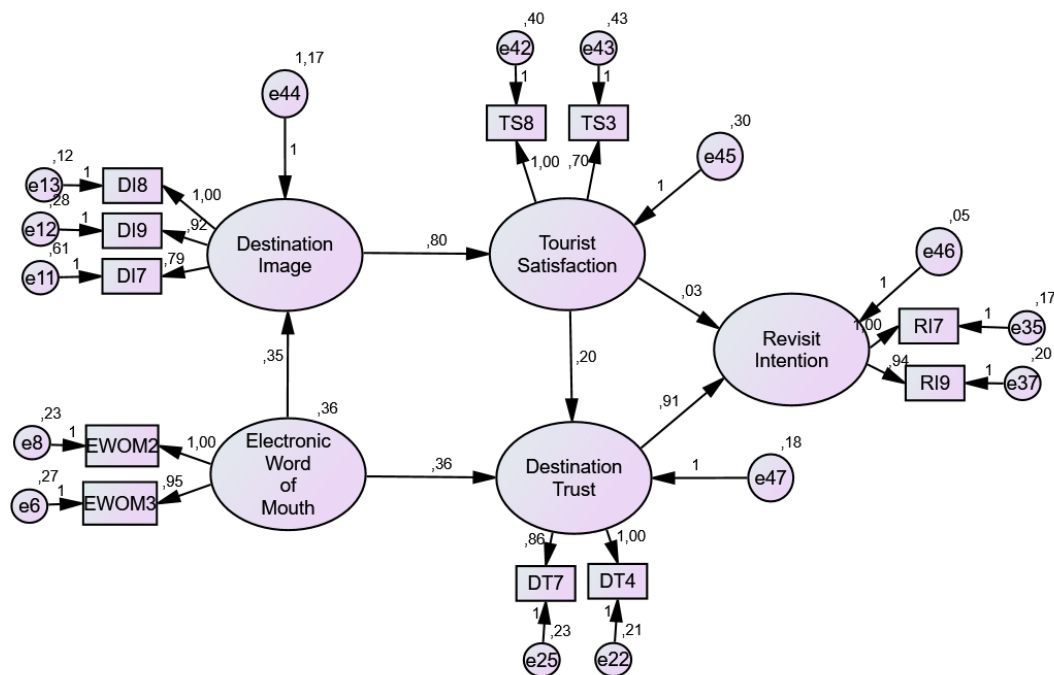 ,40
,43
e42
e43
1,17
1
1
e44
TS8
TS3
,30
e45
1
1,00
,70
1
,12
e13
1
DI8
1,00
,28
e12
1
DI9
,92
,61
e11
1
DI7
,79
Destination
Image
,80
Tourist
Satisfaction
,05
e46
1
,03
1,00
RI7
1
e35
,17
Revisit
Intention
,94
RI9
1
e37
,20
,35
,20
,91
,36
,23
e8
1
EWOM2
1,00
,27
e6
1
EWOM3
,95
Electronic
Word
of
Mouth
,36
Destination
Trust
1
e47
,18
,86
1,00
DT7
DT4
1
,23
1
,21
e25
e22